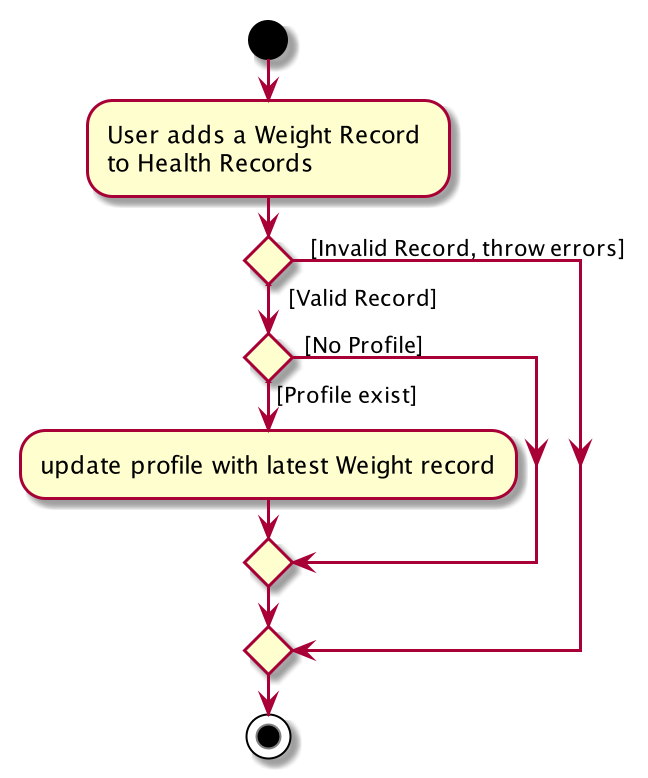 User adds a Weight Record
to Health Records
[Invalid Record, throw errors]
[Valid Record]
[No Profile]
[Profile exist]
update profile with latest Weight record